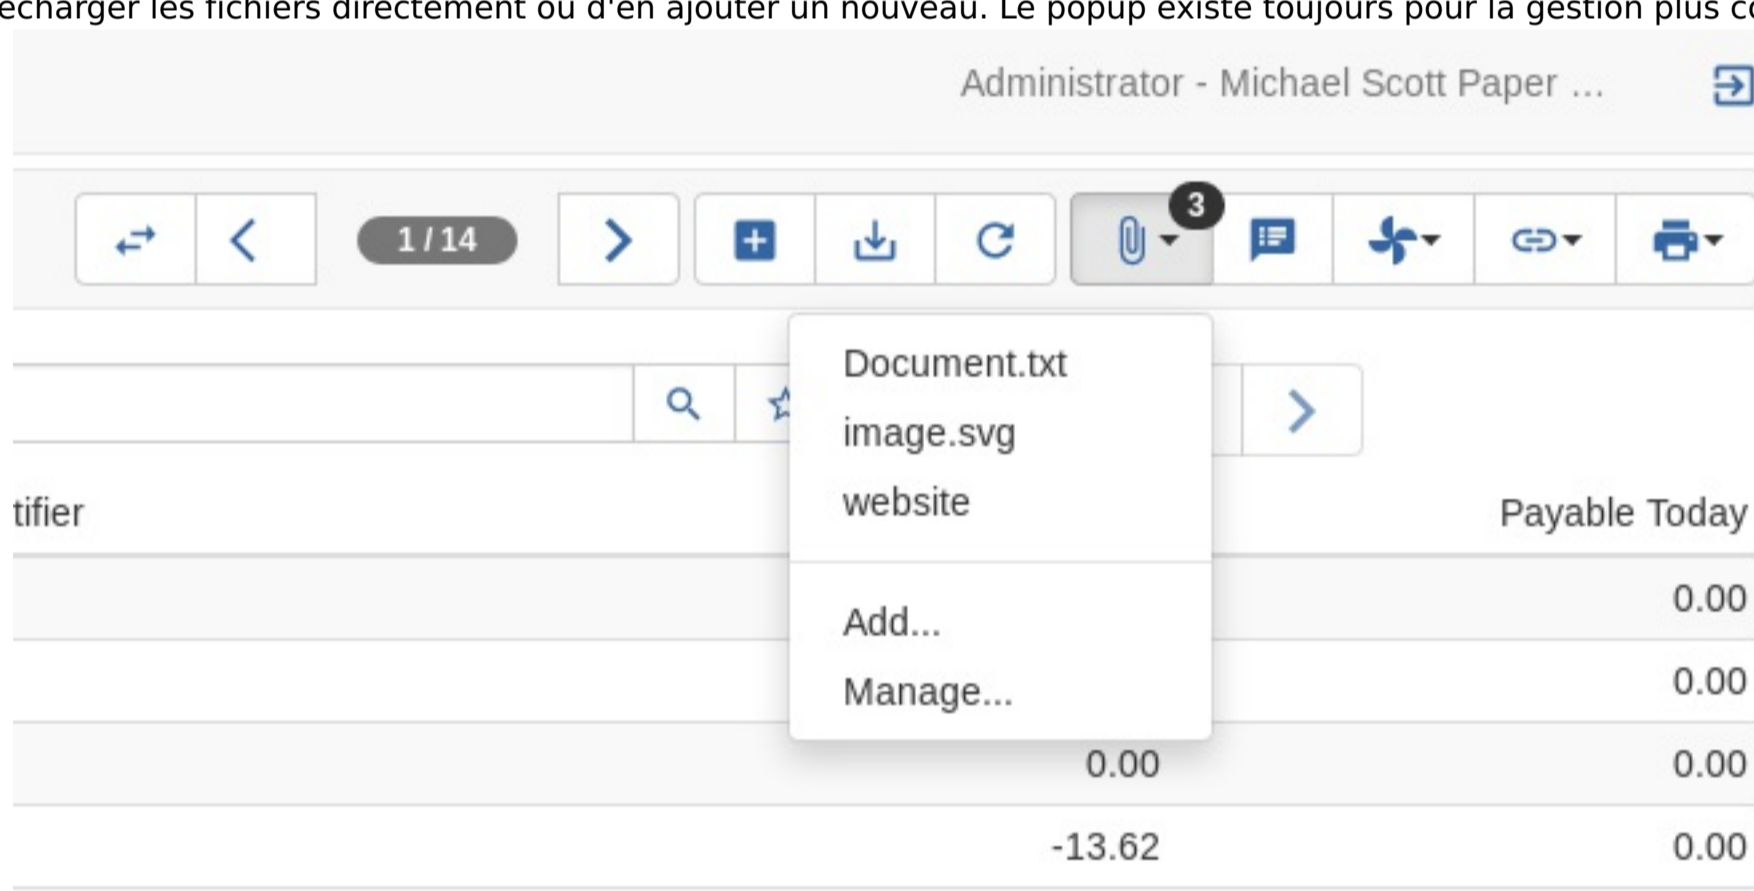 écharger les fichiers directement ou d'en ajouter un nouveau. Le popup existe toujours pour la gestion plus
Administrator - Michael Scott Paper ...
1 / 14
3
Document.txt
image.svg
website
Add...
Manage...
tifier
Payable Today
0.00
0.00
0.00 0.00
-13.62 0.00